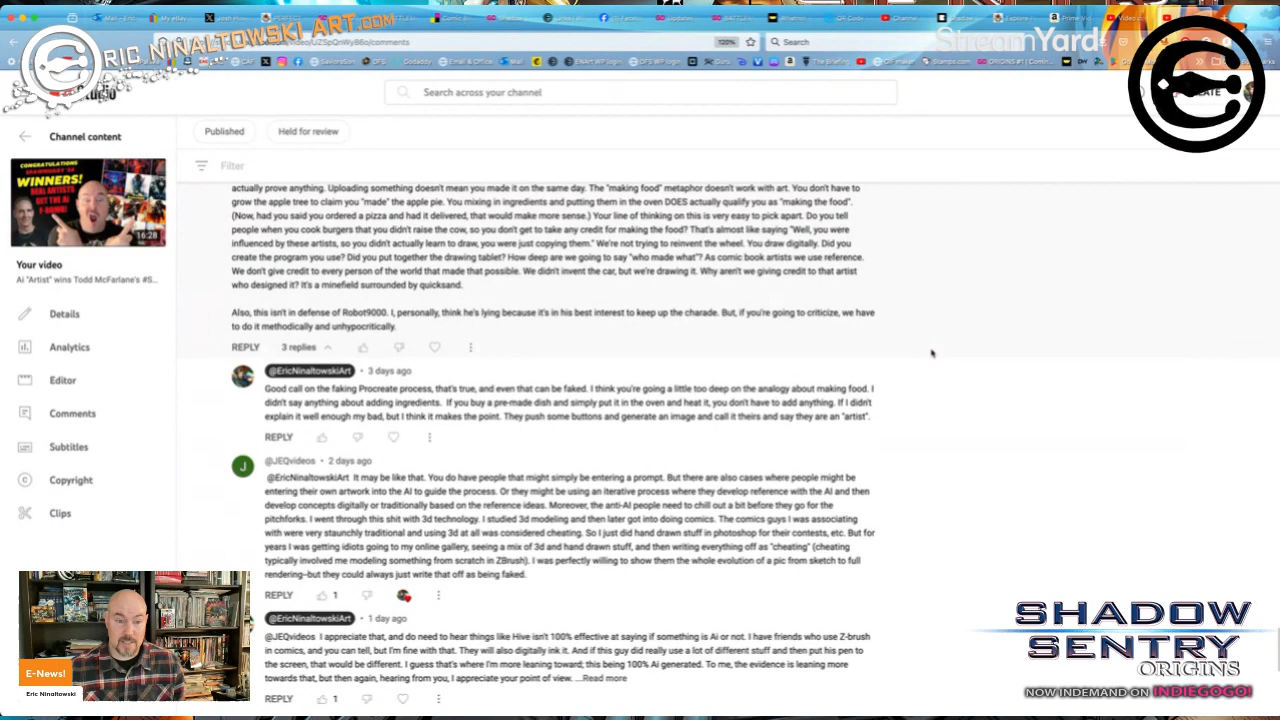 ERIC NINALTOWSKI ART.COM
StreamYard
/comments
120%
Search
Search across your channel
Channel content
Published
Held for review
Filter
CONGRATULATIONS
WINNERS!
REAL ARTISTS
16:28
Your video
Ai "Artist" wins Todd McFarlane's #S...
Details
Analytics
Editor
Comments
Subtitles
Copyright
Clips
actually prove anything. Uploading something doesn't mean you made it on the same day. The "making food" metaphor doesn't work with art. You don't have to
grow the apple tree to claim you "made" the apple pie. You mixing in ingredients and putting them in the oven DOES actually qualify you as "making the food".
(Now, had you said you ordered a pizza and had it delivered, that would make more sense.) Your line of thinking on this is very easy to pick apart. Do you tell
people when you cook burgers that you didn't raise the cow, so you don't get to take any credit for making the food? That's almost like saying "Well, you were
influenced by these artists, so you didn't actually learn to draw, you were just copying them." We're not trying to reinvent the wheel. You draw digitally. Did you
create the program you use? Did you put together the drawing tablet? How deep are we going to say "who made what"? As comic book artists we use reference.
We don't give credit to every person of the world that made that possible. We didn't invent the car, but we're drawing it. Why aren't we giving credit to that artist
who designed it? It's a minefield surrounded by quicksand.
Also, this isn't in defense of Robot9000. I, personally, think he's lying because it's in his best interest to keep up the charade. But, if you're going to criticize, we have
to do it methodically and unhypocritically.
REPLY 3 replies
@EricNinaltowskiArt • 3 days ago
Good call on the faking Procreate process, that's true, and even that can be faked. I think you're going a little too deep on the analogy about making food. I
didn't say anything about adding ingredients. If you buy a pre-made dish and simply put it in the oven and heat it, you don't have to add anything. If I didn't
explain it well enough my bad, but I think it makes the point. They push some buttons and generate an image and call it theirs and say they are an "artist".
REPLY
J
@JEQvideos • 2 days ago
@EricNinaltowskiArt It may be like that. You do have people that might simply be entering a prompt. But there are also cases where people might be
entering their own artwork into the AI to guide the process. Or they might be using an iterative process where they develop reference with the AI and then
develop concepts digitally or traditionally based on the reference ideas. Moreover, the anti-AI people need to chill out a bit before they go for the
pitchforks. I went through this shit with 3d technology. I studied 3d modeling and then later got into doing comics. The comics guys I was associating
with were very staunchly traditional and using 3d at all was considered cheating. So I just did hand drawn stuff in photoshop for their contests, etc. But for
years I was getting idiots going to my online gallery, seeing a mix of 3d and hand drawn stuff, and then writing everything off as "cheating" (cheating
typically involved me modeling something from scratch in ZBrush). I was perfectly willing to show them the whole evolution of a pic from sketch to full
rendering--but they could always just write that off as being faked.
REPLY 1
@EricNinaltowskiArt • 1 day ago
@JEQvideos I appreciate that, and do need to hear things like Hive isn't 100% effective at saying if something is Ai or not. I have friends who use Z-brush
in comics, and you can tell, but I'm fine with that. They will also digitally ink it. And if this guy did really use a lot of different stuff and then put his pen to
the screen, that would be different. I guess that's where I'm more leaning toward; this being 100% Ai generated. To me, the evidence is leaning more
towards that, but then again, hearing from you, I appreciate your point of view. ...Read more
REPLY 1
E-News!
Eric Ninaltowski
SHADOW
SENTRY
ORIGINS
NOW INDEMAND ON INDIEGOGO!